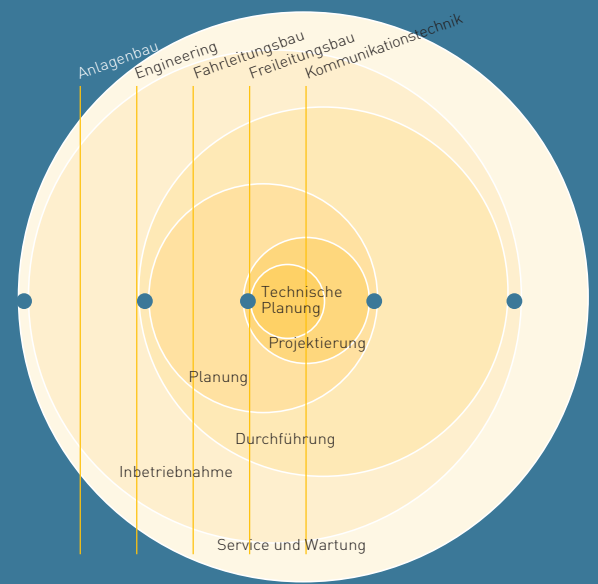 Anlagenbau
Engineering
Fahrleitungsbau
Freileitungsbau
Kommunikationstechnik
Technische
Planung
Projektierung
Planung
Durchführung
Inbetriebnahme
Service und Wartung